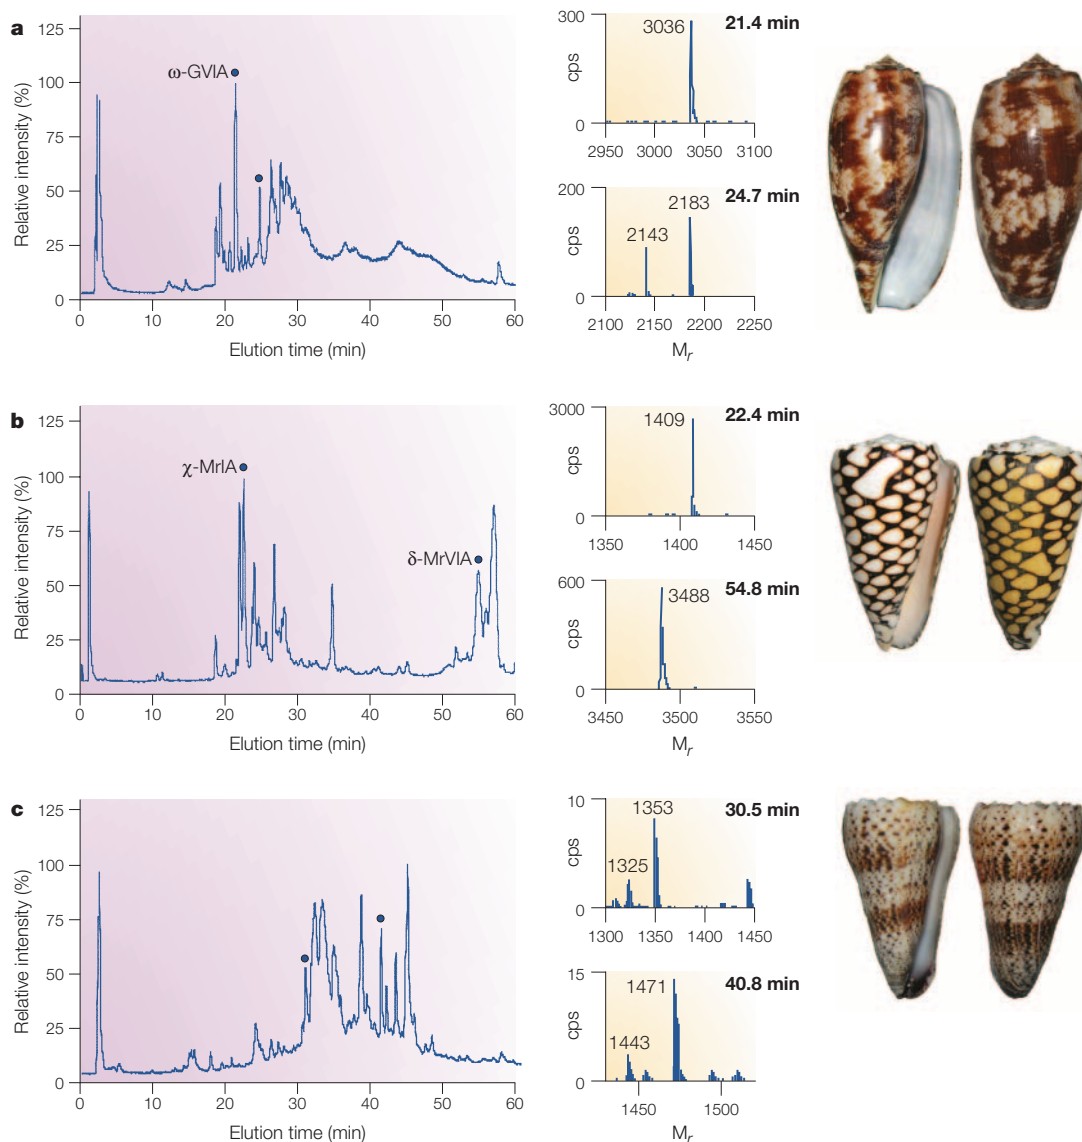 a
125
100
75
50
25
0
Relative intensity (%)
ω-GVIA
0 10 20 30 40 50 60
Elution time (min)
300
cps
0
3036
21.4 min
2950 3000 3050 3100
200
cps
0
2143
2183
24.7 min
2100 2150 2200 2250
Mr
b
125
100
75
50
25
0
Relative intensity (%)
χ-MrIA
δ-MrVIA
0 10 20 30 40 50 60
Elution time (min)
3000
cps
0
1409
22.4 min
1350 1400 1450
600
cps
0
3488
54.8 min
3450 3500 3550
Mr
c
125
100
75
50
25
0
Relative intensity (%)
0 10 20 30 40 50 60
Elution time (min)
10
cps
0
1325
1353
30.5 min
1300 1350 1400 1450
15
cps
0
1443
1471
40.8 min
1450 1500
Mr